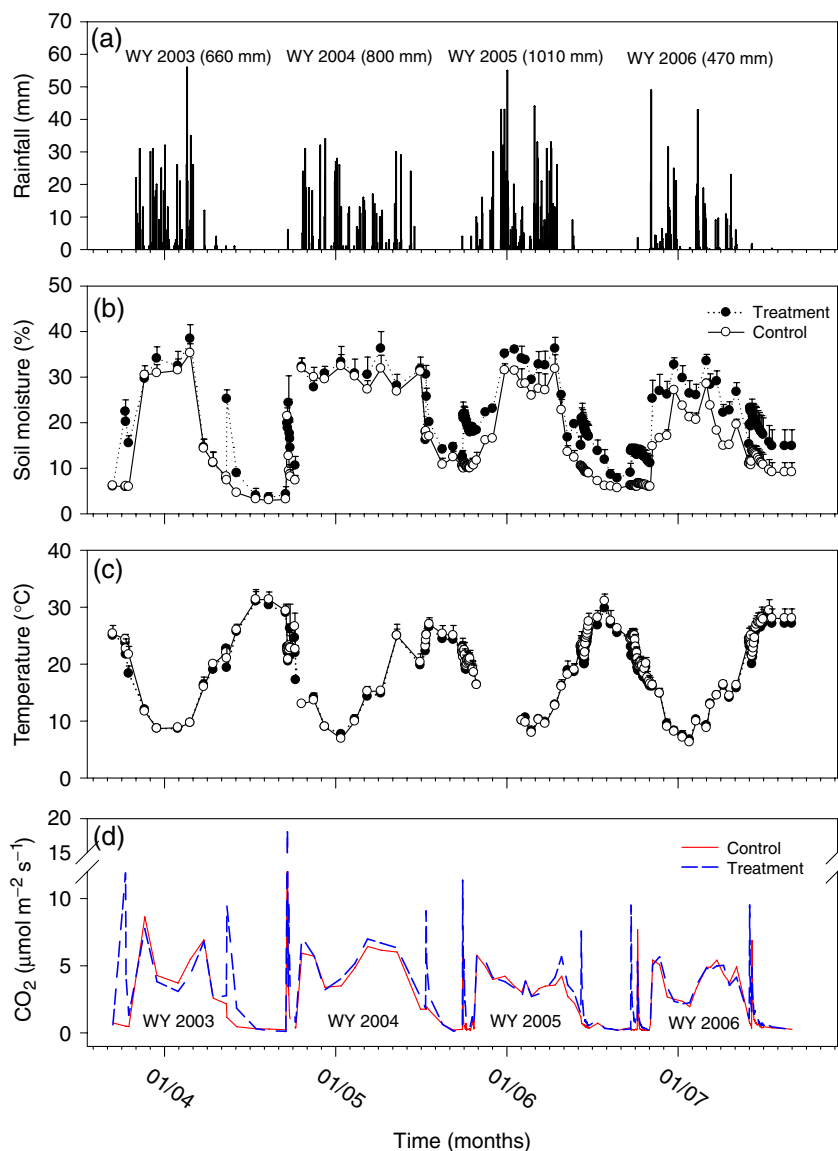 (a)
WY 2003 (660 mm) WY 2004 (800 mm) WY 2005 (1010 mm) WY 2006 (470 mm)
Rainfall (mm)
70
60
50
40
30
20
10
0
(b)
Treatment
Control
Soil moisture (%)
50
40
30
20
10
0
(c)
Temperature (°C)
40
30
20
10
0
(d)
Control
Treatment
CO₂ (μmol m⁻² s⁻¹)
20
15
10
5
0
WY 2003 WY 2004 WY 2005 WY 2006
01/04 01/05 01/06 01/07
Time (months)